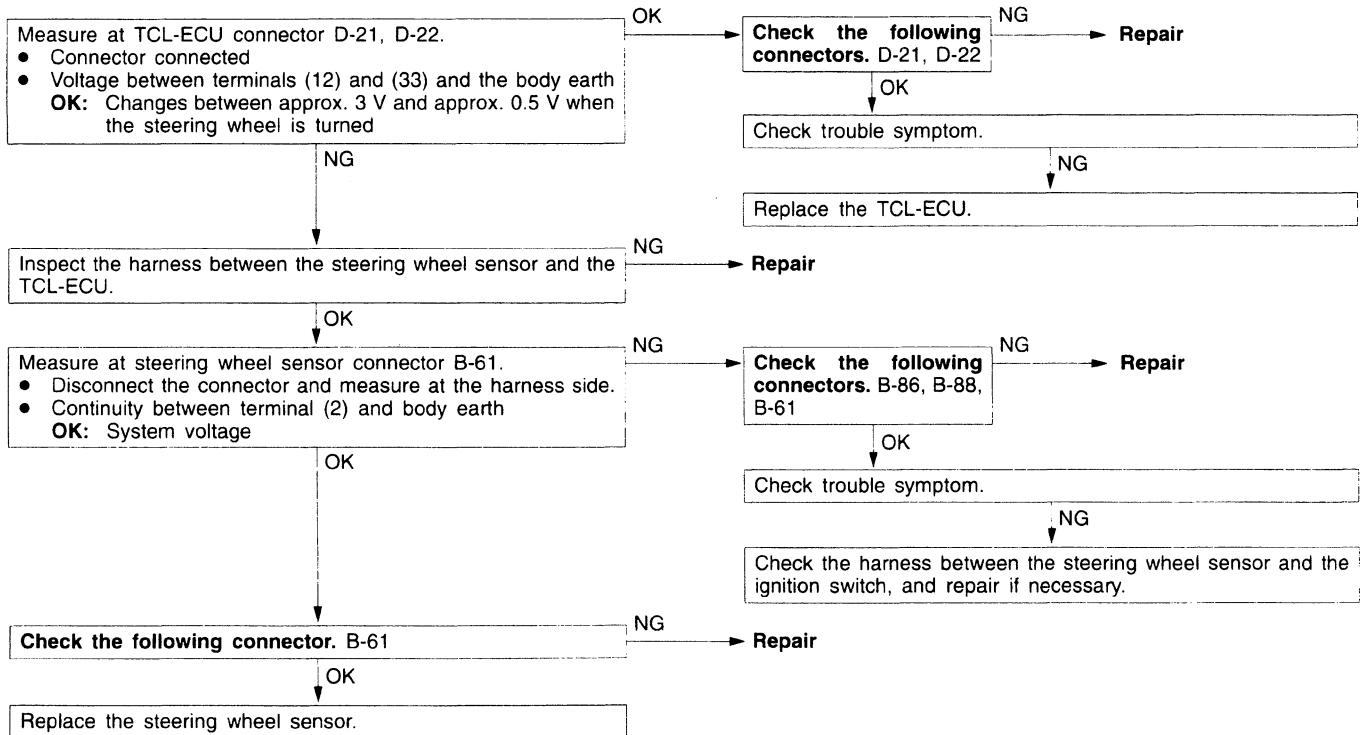 Measure at TCL-ECU connector D-21, D-22.
● Connector connected
● Voltage between terminals (12) and (33) and the body earth
OK: Changes between approx. 3 V and approx. 0.5 V when
the steering wheel is turned
OK
Check the following
connectors. D-21, D-22
NG
Repair
OK
Check trouble symptom.
NG
Replace the TCL-ECU.
NG
Inspect the harness between the steering wheel sensor and the
TCL-ECU.
NG
Repair
OK
Measure at steering wheel sensor connector B-61.
● Disconnect the connector and measure at the harness side.
● Continuity between terminal (2) and body earth
OK: System voltage
NG
Check the following
connectors. B-86, B-88,
B-61
NG
Repair
OK
Check trouble symptom.
NG
Check the harness between the steering wheel sensor and the
ignition switch, and repair if necessary.
OK
Check the following connector. B-61
NG
Repair
OK
Replace the steering wheel sensor.